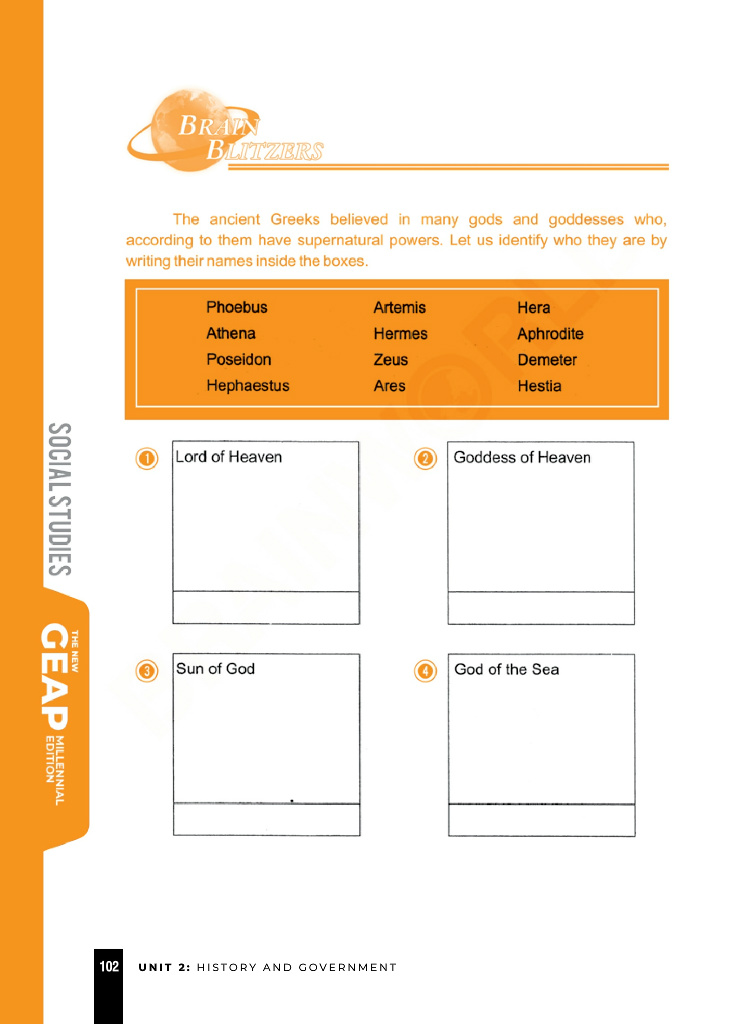 BRAIN
BLITZERS
The ancient Greeks believed in many gods and goddesses who,
according to them have supernatural powers. Let us identify who they are by
writing their names inside the boxes.
Phoebus Artemis Hera
Athena Hermes Aphrodite
Poseidon Zeus Demeter
Hephaestus Ares Hestia
1 Lord of Heaven
2 Goddess of Heaven
3 Sun of God
4 God of the Sea
SOCIAL STUDIES
THE NEW
GEAP
MILLENNIAL
EDITION
102 UNIT 2: HISTORY AND GOVERNMENT